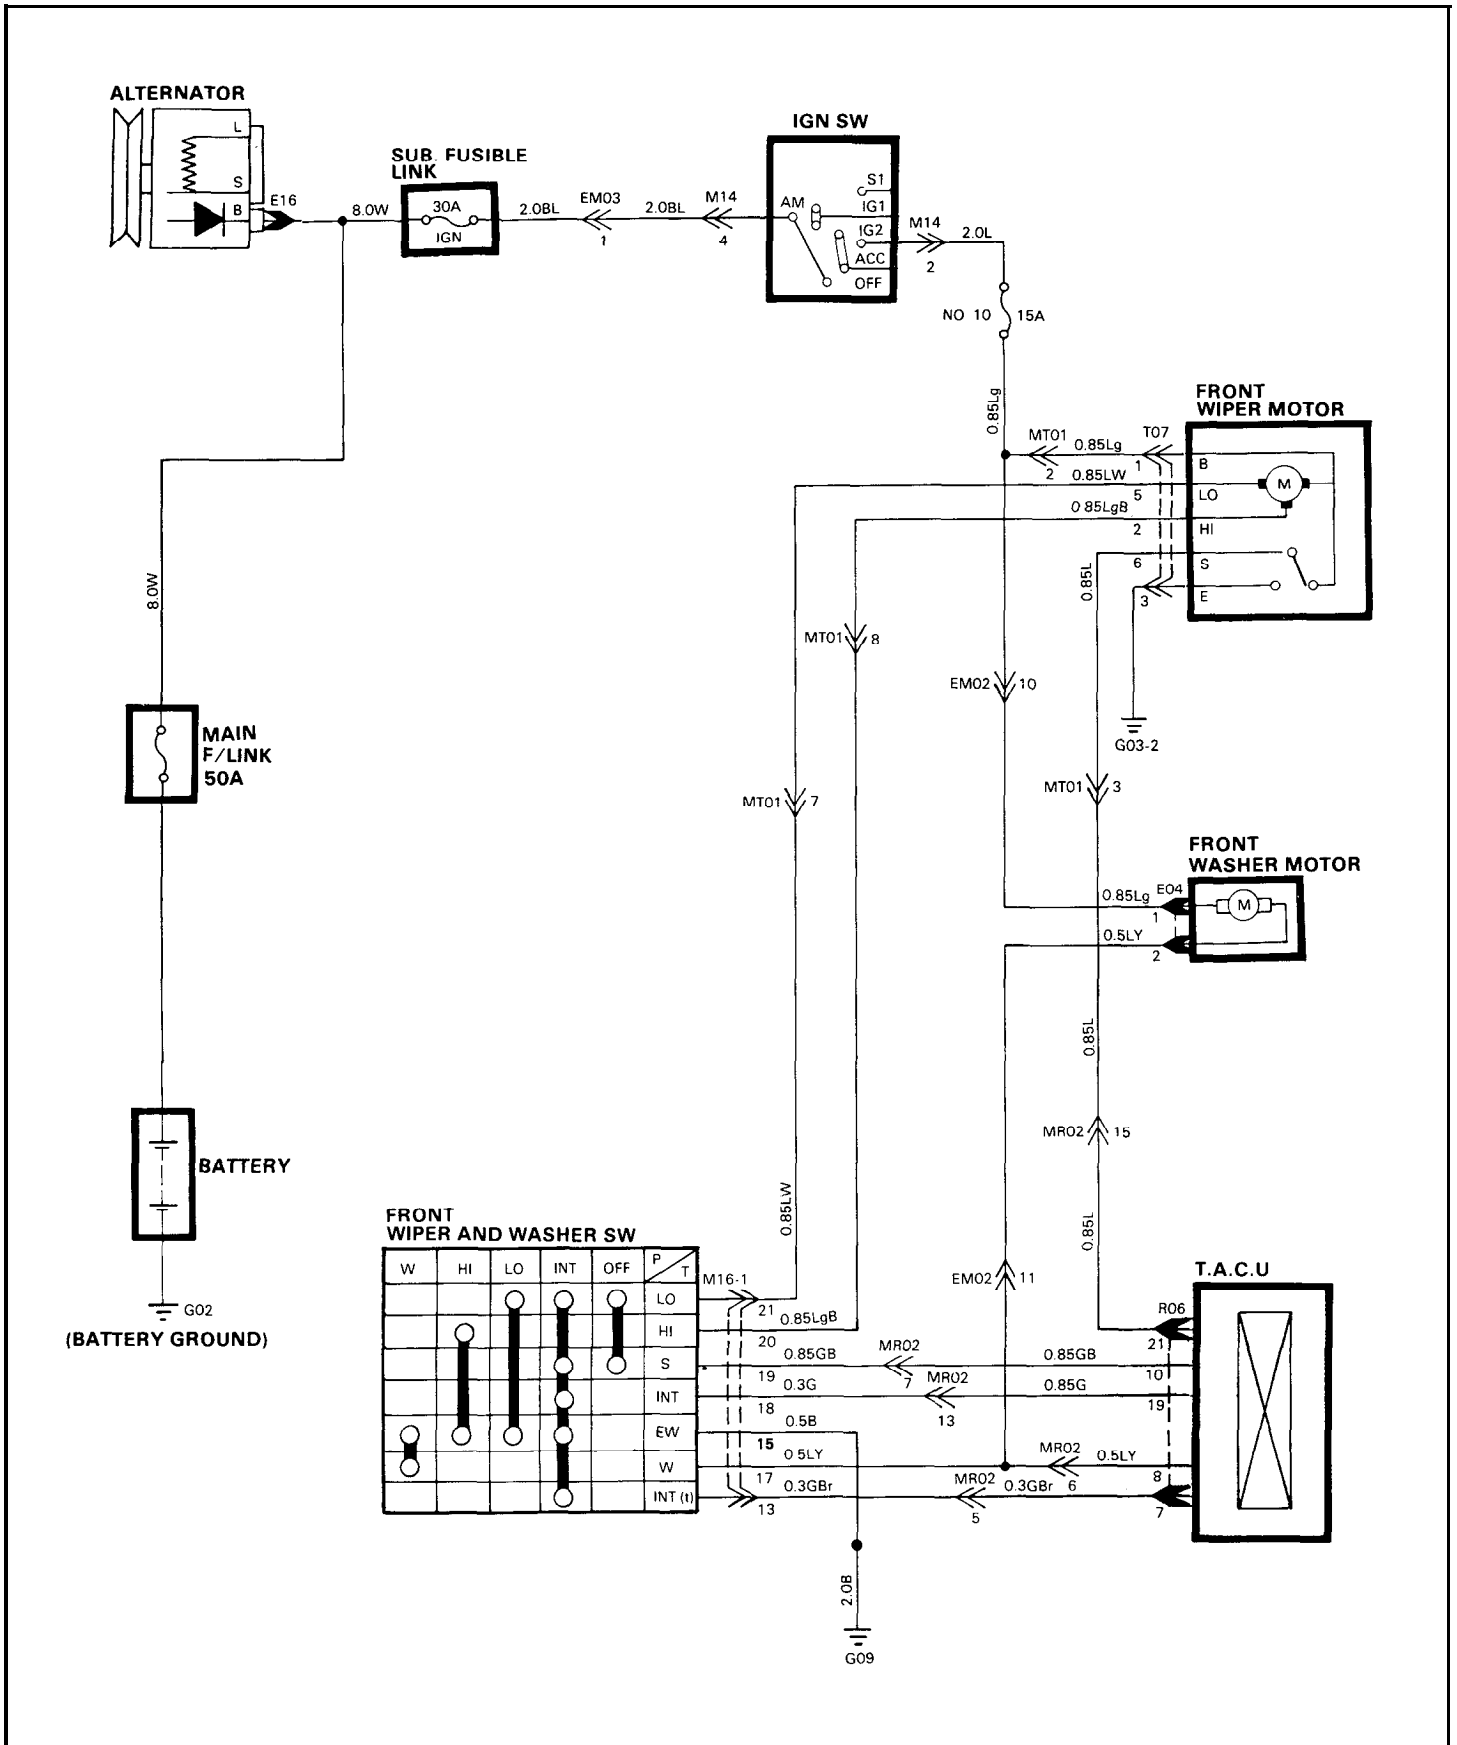 ALTERNATOR
L
S
B
E16
8.0W
SUB. FUSIBLE
LINK
30A
IGN
2.0BL
EM03
1
2.0BL
M14
4
IGN SW
AM
S1
IG1
IG2
ACC
OFF
M14
2
2.0L
NO 10
15A
0.85Lg
FRONT
WIPER MOTOR
MT01
2
0.85Lg
T07
1
B
0.85LW
5
LO
M
0.85LgB
2
HI
6
S
3
E
0.85L
G03-2
8.0W
MT01
8
EM02
10
MAIN
F/LINK
50A
MT01
7
MT01
3
FRONT
WASHER MOTOR
0.85Lg
E04
1
M
0.5LY
2
0.85L
BATTERY
MR02
15
G02
(BATTERY GROUND)
0.85LW
0.85L
FRONT
WIPER AND WASHER SW
W
HI
LO
INT
OFF
P
T
LO
HI
S
INT
EW
W
INT (t)
M16-1
21
0.85LgB
20
0.85GB
19
0.3G
18
0.5B
15
0.5LY
17
0.3GBr
13
EM02
11
MR02
7
0.85GB
MR02
13
0.85G
MR02
6
0.5LY
MR02
5
0.3GBr
T.A.C.U
R06
21
10
19
8
7
2.0B
G09